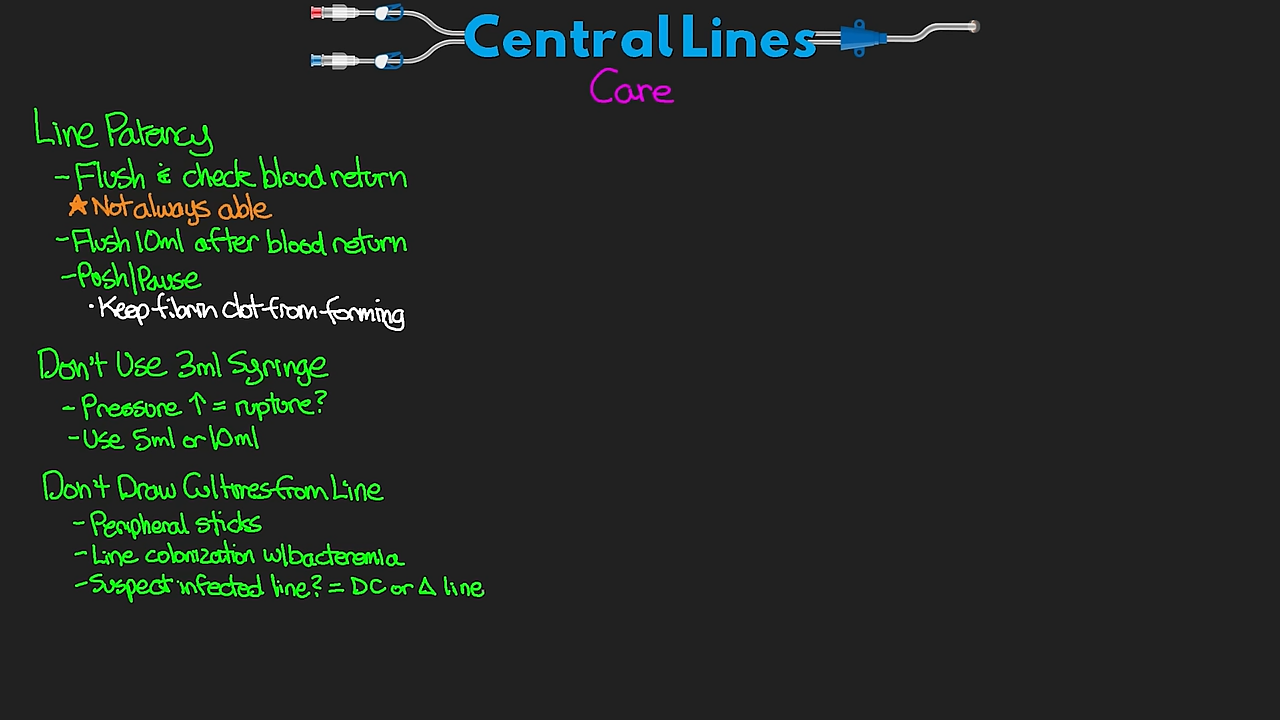 Central Lines
Care
Line Patency
- Flush & check blood return
★ Not always able
- Flush 10ml after blood return
- Push/Pause
• Keep fibrin clot from forming
Don't Use 3ml Syringe
- Pressure ↑ = rupture?
- Use 5ml or 10ml
Don't Draw Cultures from Line
- Peripheral sticks
- Line colonization w/bacteremia
- Suspect infected line? = DC or Δ line